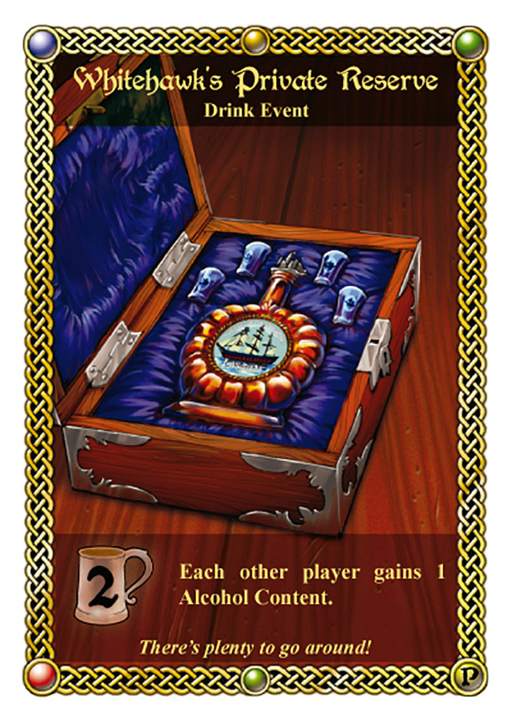 Whitehawk's Private Reserve
Drink Event
2
Each other player gains 1
Alcohol Content.
There's plenty to go around!
P